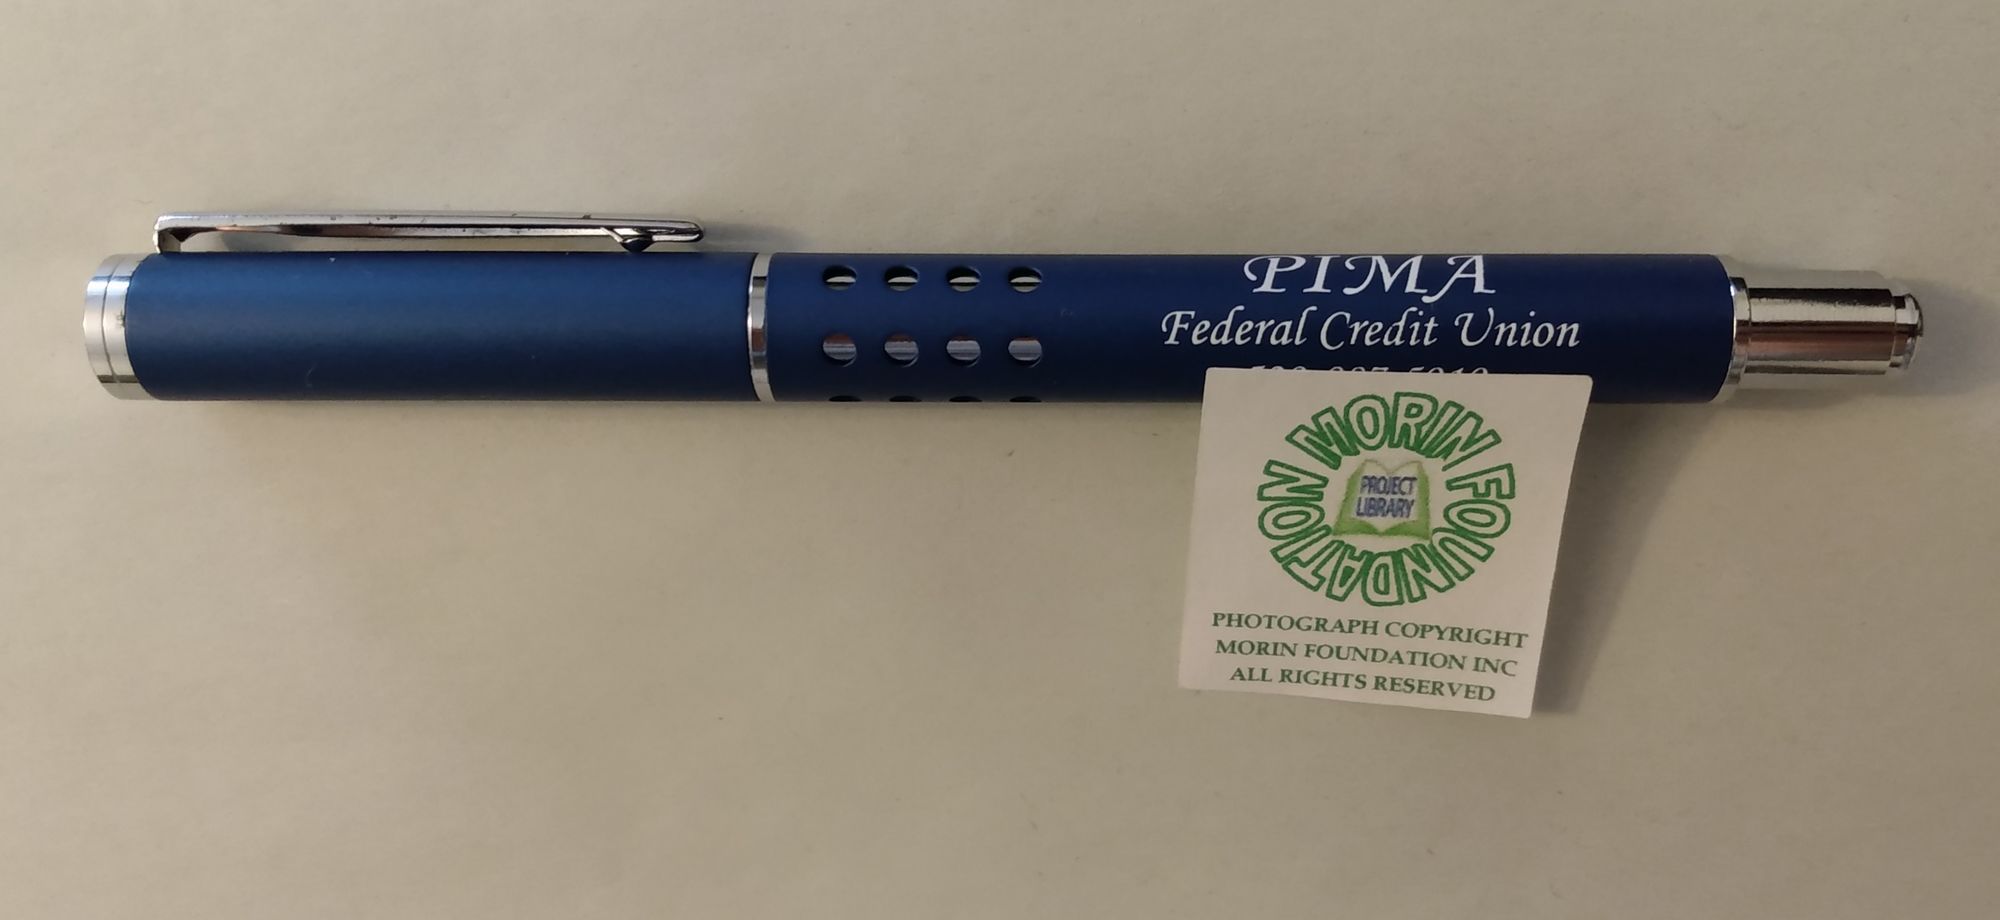 PIMA
Federal Credit Union
MORIN FOUNDATION
PROJECT
LIBRARY
PHOTOGRAPH COPYRIGHT
MORIN FOUNDATION INC
ALL RIGHTS RESERVED